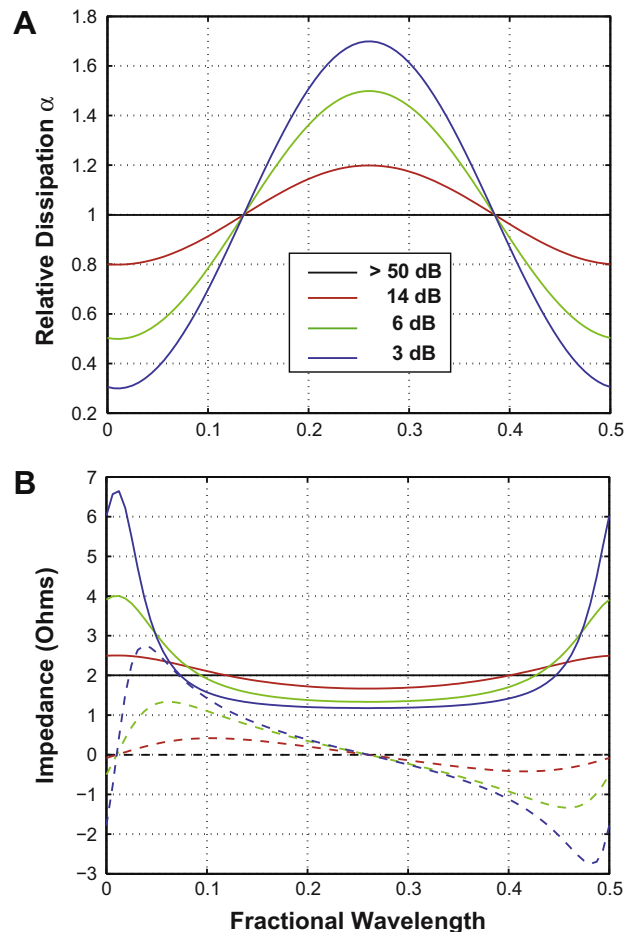 A
Relative Dissipation α
1.8
1.6
1.4
1.2
1
0.8
0.6
0.4
0.2
> 50 dB
14 dB
6 dB
3 dB
0 0.1 0.2 0.3 0.4 0.5
B
Impedance (Ohms)
7
6
5
4
3
2
1
0
−1
−2
−3
0 0.1 0.2 0.3 0.4 0.5
Fractional Wavelength